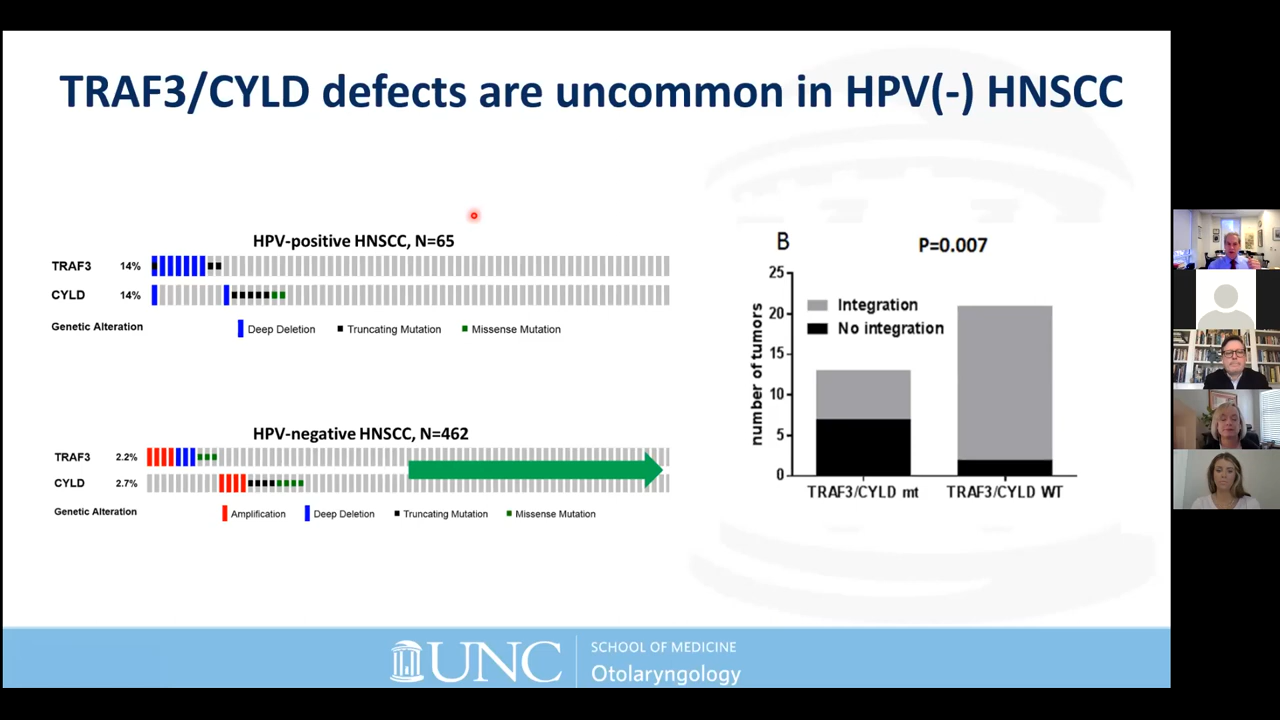 TRAF3/CYLD defects are uncommon in HPV(-) HNSCC
HPV-positive HNSCC, N=65
TRAF3 14%
CYLD 14%
Genetic Alteration Deep Deletion Truncating Mutation Missense Mutation
HPV-negative HNSCC, N=462
TRAF3 2.2%
CYLD 2.7%
Genetic Alteration Amplification Deep Deletion Truncating Mutation Missense Mutation
B P=0.007
number of tumors
25
20
15
10
5
0
Integration
No integration
TRAF3/CYLD mt TRAF3/CYLD WT
UNC
SCHOOL OF MEDICINE
Otolaryngology